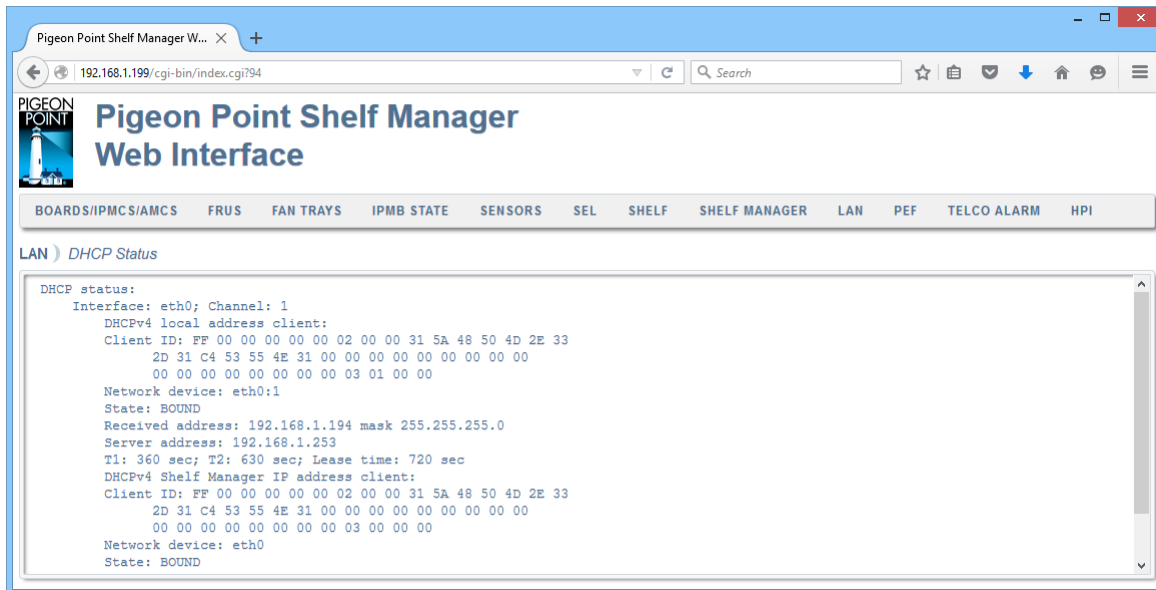 Pigeon Point Shelf Manager W...
192.168.1.199/cgi-bin/index.cgi?94
Search
PIGEON
POINT
Pigeon Point Shelf Manager
Web Interface
BOARDS/IPMCS/AMCS FRUS FAN TRAYS IPMB STATE SENSORS SEL SHELF SHELF MANAGER LAN PEF TELCO ALARM HPI
LAN ) DHCP Status
DHCP status:
Interface: eth0; Channel: 1
DHCPv4 local address client:
Client ID: FF 00 00 00 00 00 02 00 00 31 5A 48 50 4D 2E 33
2D 31 C4 53 55 4E 31 00 00 00 00 00 00 00 00 00
00 00 00 00 00 00 00 00 03 01 00 00
Network device: eth0:1
State: BOUND
Received address: 192.168.1.194 mask 255.255.255.0
Server address: 192.168.1.253
T1: 360 sec; T2: 630 sec; Lease time: 720 sec
DHCPv4 Shelf Manager IP address client:
Client ID: FF 00 00 00 00 00 02 00 00 31 5A 48 50 4D 2E 33
2D 31 C4 53 55 4E 31 00 00 00 00 00 00 00 00 00
00 00 00 00 00 00 00 00 03 00 00 00
Network device: eth0
State: BOUND